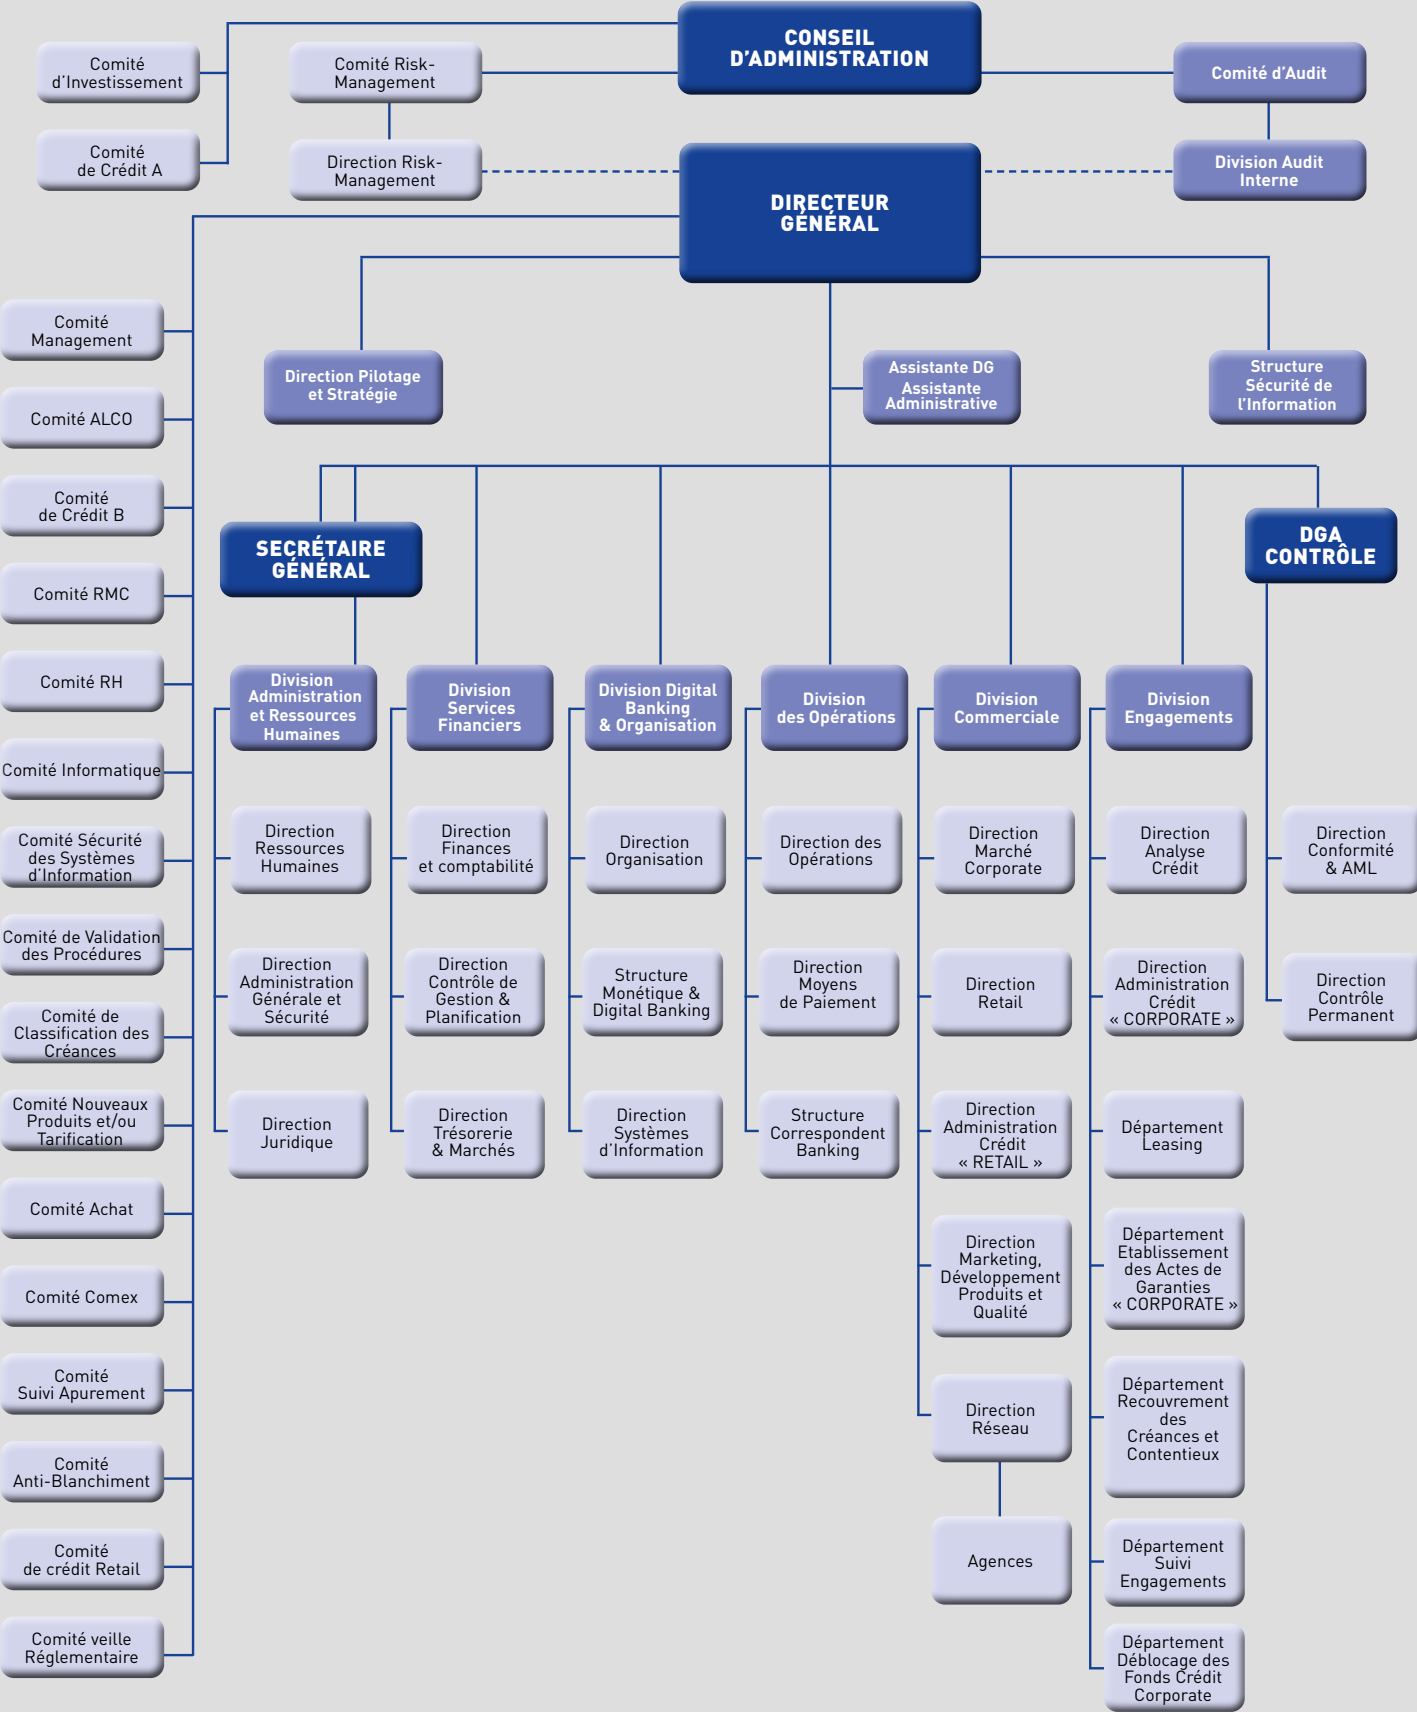 CONSEIL
D'ADMINISTRATION
Comité
d'Investissement
Comité Risk-
Management
Comité d'Audit
Comité
de Crédit A
Direction Risk-
Management
Division Audit
Interne
DIRECTEUR
GÉNÉRAL
Comité
Management
Comité ALCO
Comité
de Crédit B
Comité RMC
Comité RH
Comité Informatique
Comité Sécurité
des Systèmes
d'Information
Comité de Validation
des Procédures
Comité de
Classification des
Créances
Comité Nouveaux
Produits et/ou
Tarification
Comité Achat
Comité Comex
Comité
Suivi Apurement
Comité
Anti-Blanchiment
Comité
de crédit Retail
Comité veille
Réglementaire
Direction Pilotage
et Stratégie
Assistante DG
Assistante
Administrative
Structure
Sécurité de
l'Information
SECRÉTAIRE
GÉNÉRAL
DGA
CONTRÔLE
Division
Administration
et Ressources
Humaines
Direction
Ressources
Humaines
Direction
Administration
Générale et
Sécurité
Direction
Juridique
Division
Services
Financiers
Direction
Finances
et comptabilité
Direction
Contrôle de
Gestion &
Planification
Direction
Trésorerie
& Marchés
Division Digital
Banking
& Organisation
Direction
Organisation
Structure
Monétique &
Digital Banking
Direction
Systèmes
d'Information
Division
des Opérations
Direction des
Opérations
Direction
Moyens
de Paiement
Structure
Correspondent
Banking
Division
Commerciale
Direction
Marché
Corporate
Direction
Retail
Direction
Administration
Crédit
« RETAIL »
Direction
Marketing,
Développement
Produits et
Qualité
Direction
Réseau
Agences
Division
Engagements
Direction
Analyse
Crédit
Direction
Administration
Crédit
« CORPORATE »
Département
Leasing
Département
Etablissement
des Actes de
Garanties
« CORPORATE »
Département
Recouvrement
des
Créances et
Contentieux
Département
Suivi
Engagements
Département
Déblocage des
Fonds Crédit
Corporate
Direction
Conformité
& AML
Direction
Contrôle
Permanent